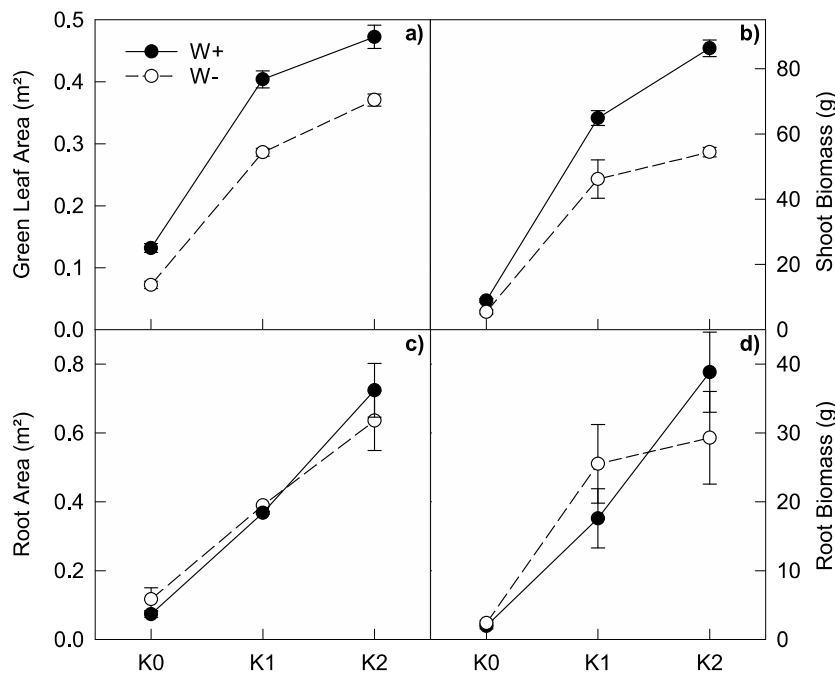 0.5
0.4
0.3
0.2
0.1
0.0
Green Leaf Area (m²)
W+
W-
a)
b)
80
60
40
20
0
Shoot Biomass (g)
0.8
0.6
0.4
0.2
0.0
Root Area (m²)
c)
d)
40
30
20
10
0
Root Biomass (g)
K0 K1 K2 K0 K1 K2